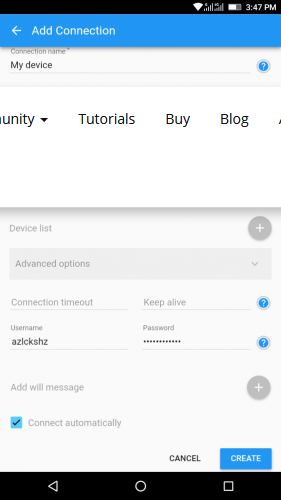 3:47 PM
Add Connection
Connection name *
My device
?
unity
Tutorials Buy Blog
Device list
Advanced options
Connection timeout Keep alive
?
Username Password
azlckshz ••••••••••••
?
Add will message
Connect automatically
CANCEL CREATE